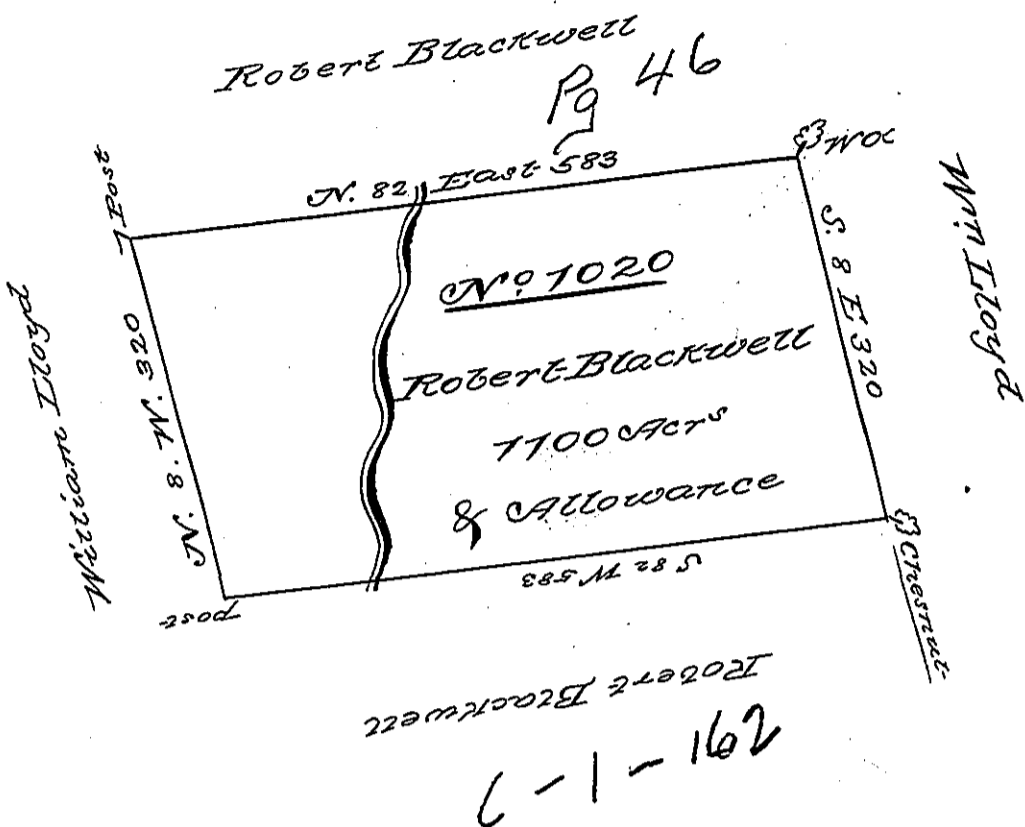 Robert Blackwell
Pg 46
Post
N. 82 East 583
W.O.
William Lloyd
N. 8. W. 320
No. 1020
Robert Blackwell
1100 Acrs
& Allowance
S. 8 E 320
Wm Lloyd
S 82 W 583
post
Chesnut
Robert Blackwell
C-1-162